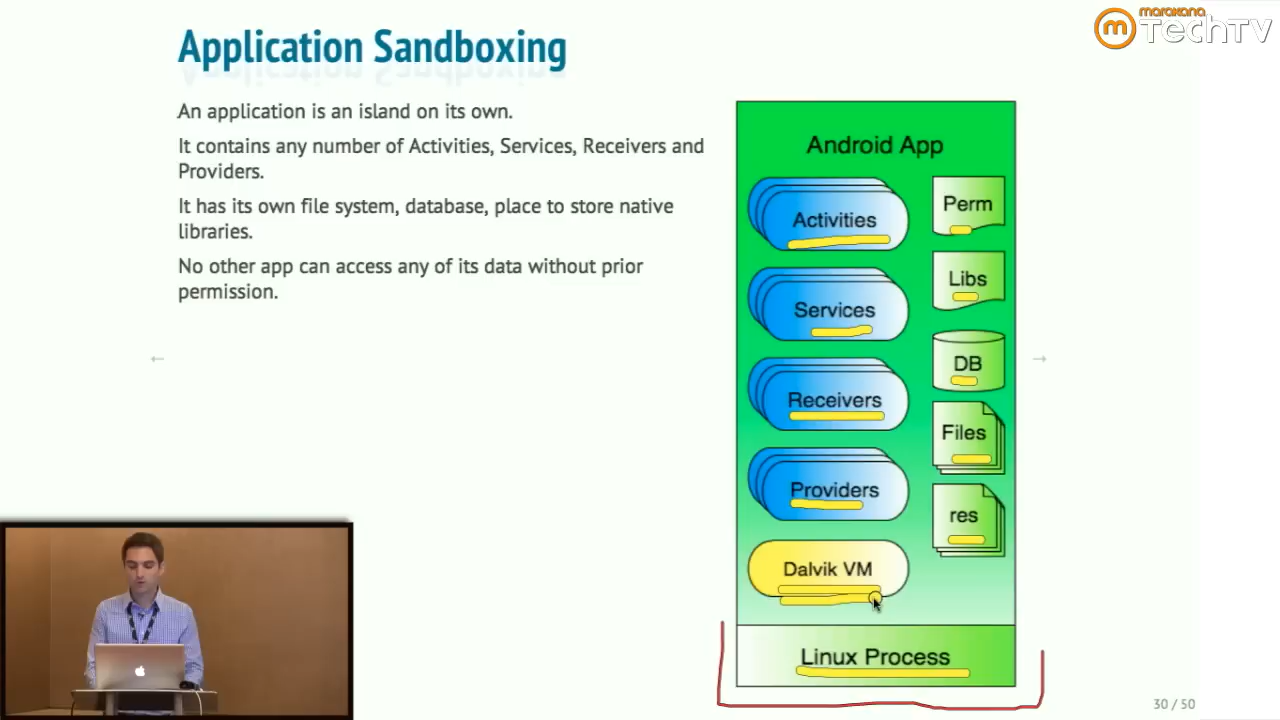 Application Sandboxing
marakana
TechTV
An application is an island on its own.
It contains any number of Activities, Services, Receivers and
Providers.
It has its own file system, database, place to store native
libraries.
No other app can access any of its data without prior
permission.
Android App
Activities
Perm
Services
Libs
Receivers
DB
Files
Providers
res
Dalvik VM
Linux Process
30 / 50